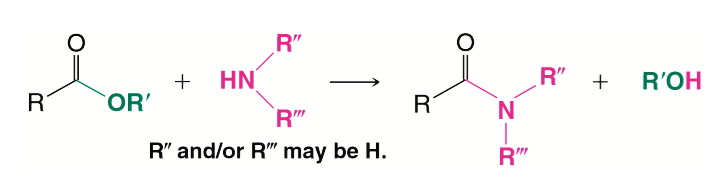 O
R OR′ + HN R″ R‴ → O R N R″ R‴ + R′OH
R″ and/or R‴ may be H.